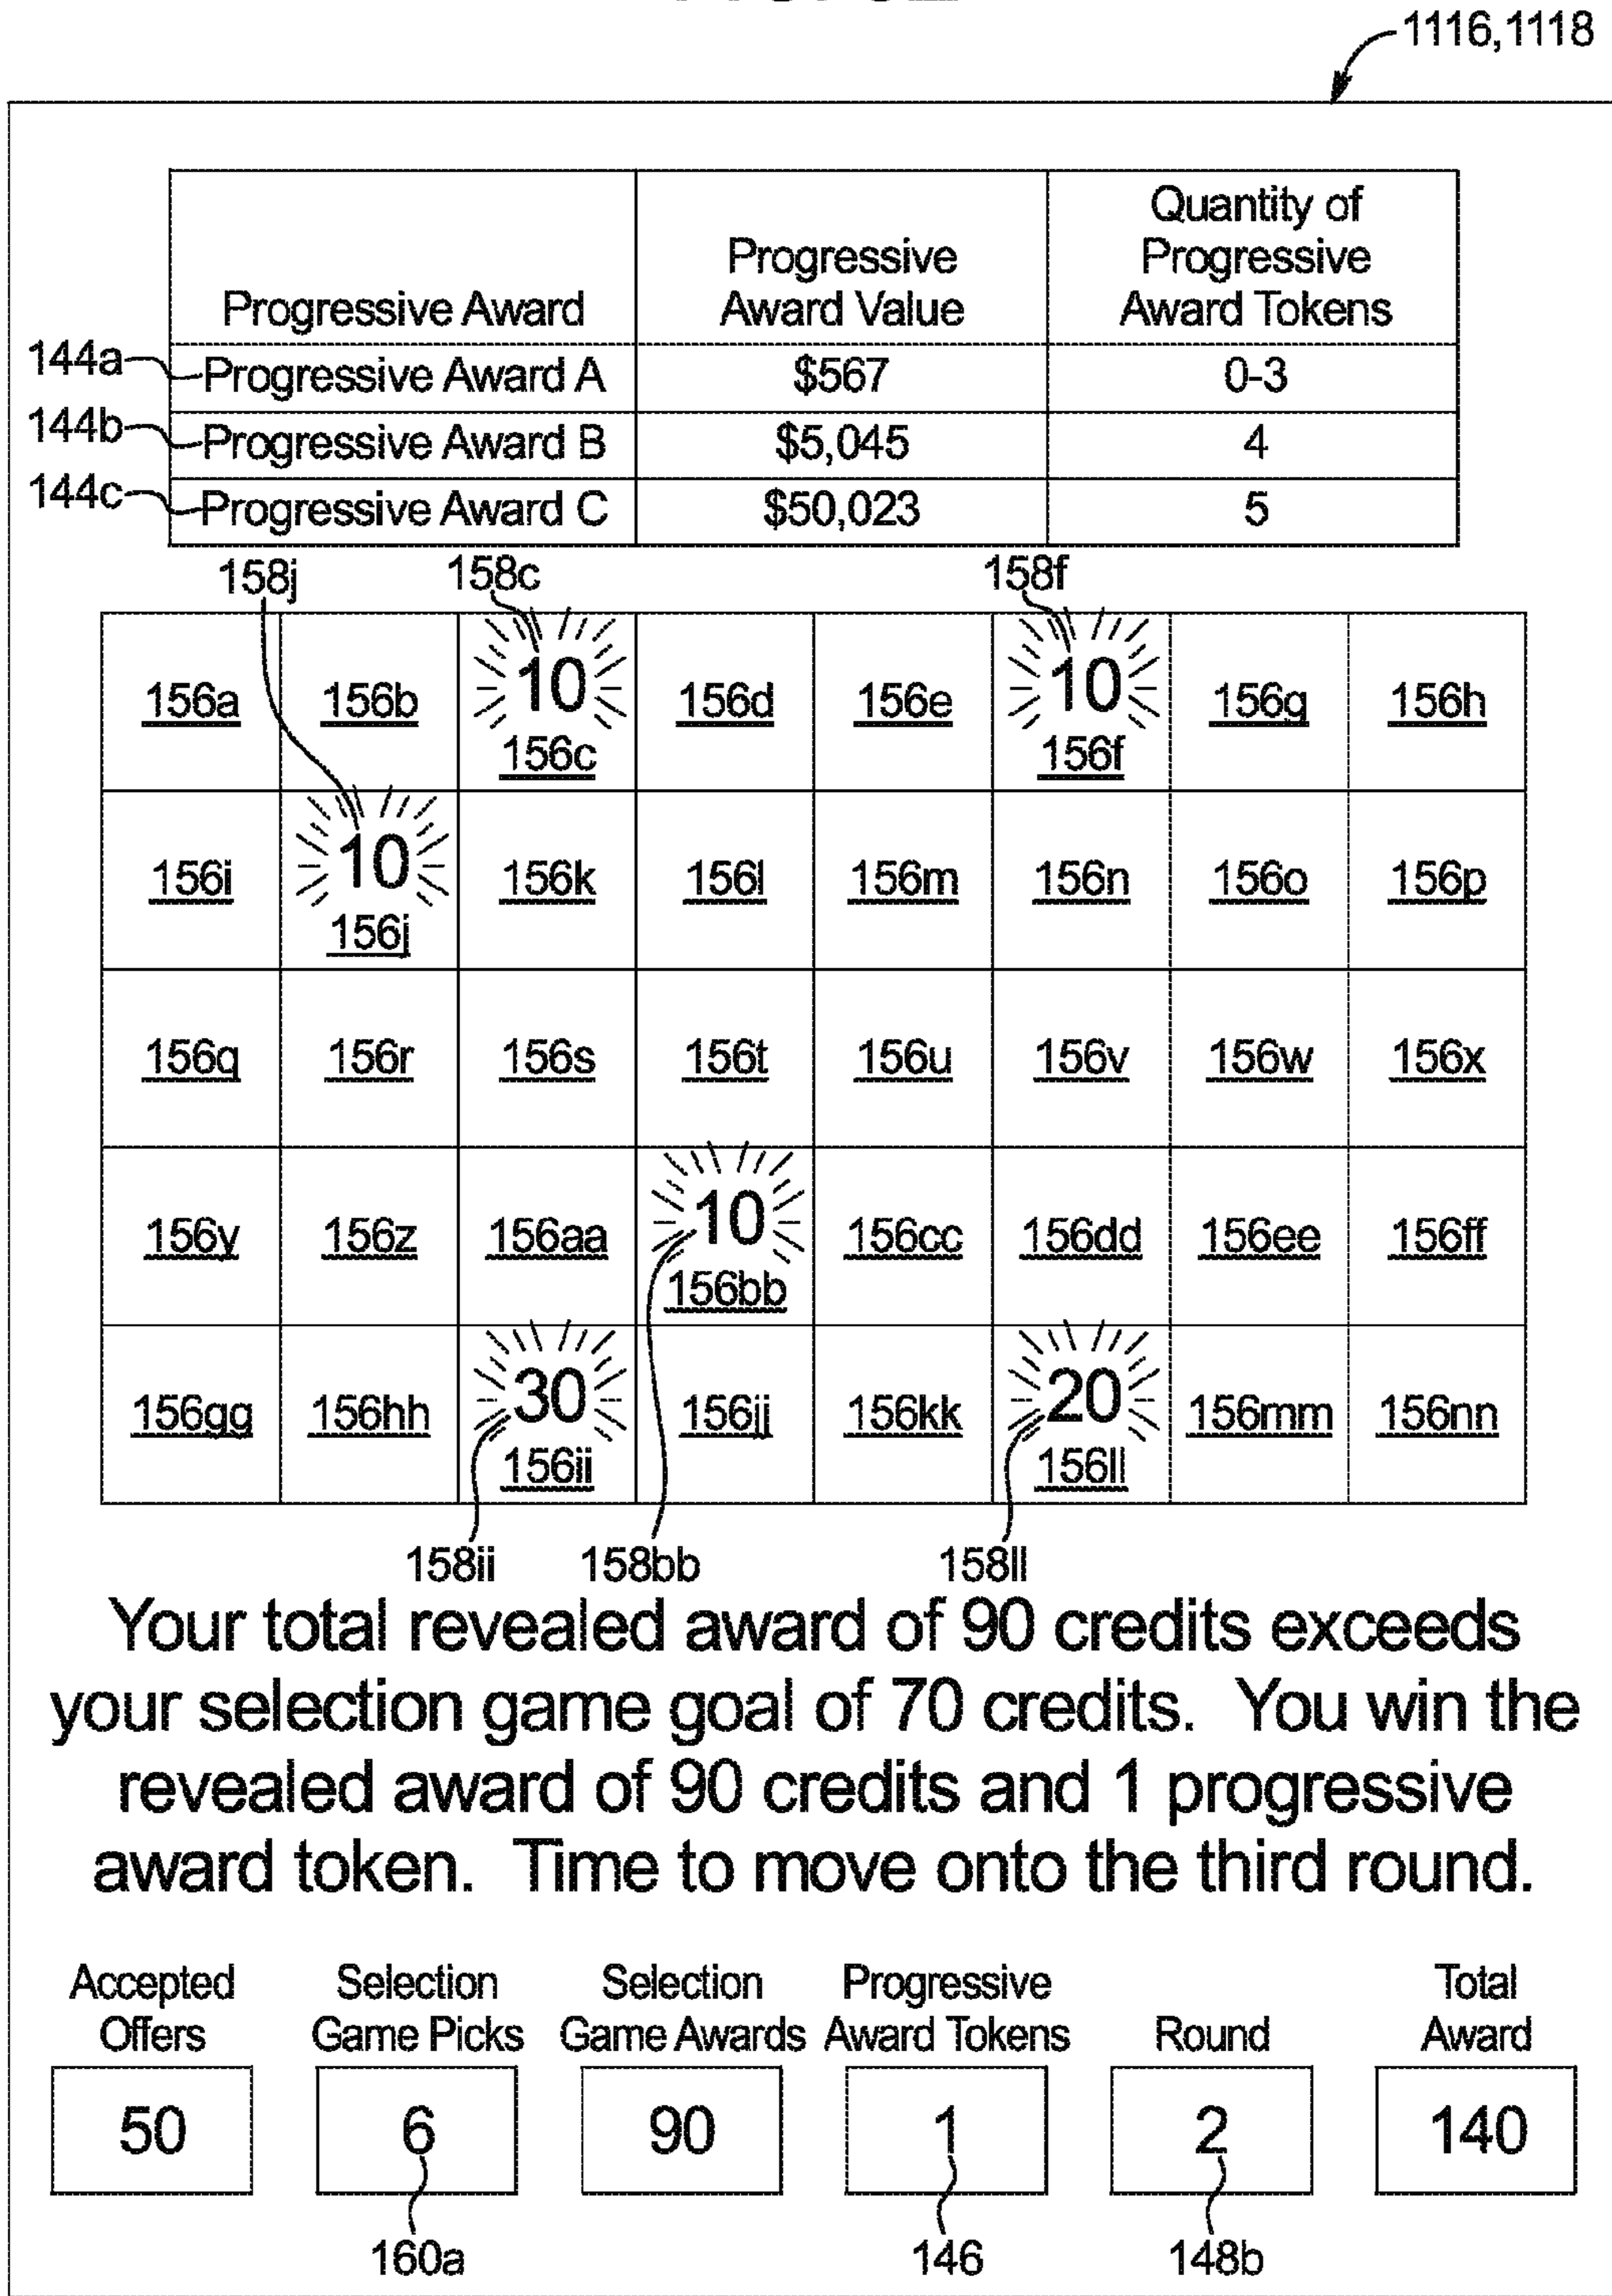 1116,1118
Quantity of
Progressive
Progressive
Progressive Award
Award Value
Award Tokens
144a
Progressive Award A
$567
0-3
144b
Progressive Award B
$5,045
4
144c
Progressive Award C
$50,023
5
158j
158c
158f
156a
156b
10
156c
156d
156e
10
156f
156g
156h
156i
10
156j
156k
156l
156m
156n
156o
156p
156q
156r
156s
156t
156u
156v
156w
156x
156y
156z
156aa
10
156bb
156cc
156dd
156ee
156ff
156gg
156hh
30
156ii
156jj
156kk
20
156ll
156mm
156nn
158ii
158bb
158ll
Your total revealed award of 90 credits exceeds
your selection game goal of 70 credits. You win the
revealed award of 90 credits and 1 progressive
award token. Time to move onto the third round.
Accepted
Offers
50
Selection
Game Picks
6
Selection
Game Awards
90
Progressive
Award Tokens
1
Round
2
Total
Award
140
160a
146
148b